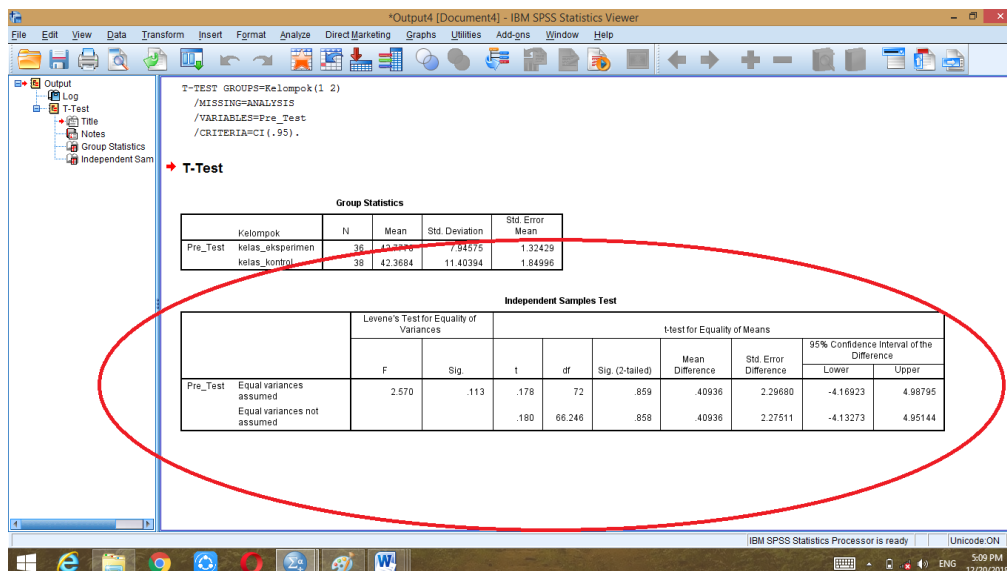 *Output4 [Document4] - IBM SPSS Statistics Viewer
File Edit View Data Transform Insert Format Analyze Direct Marketing Graphs Utilities Add-ons Window Help
Output
Log
T-Test
Title
Notes
Group Statistics
Independent Sam
T-TEST GROUPS=Kelompok(1 2)
/MISSING=ANALYSIS
/VARIABLES=Pre_Test
/CRITERIA=CI(.95).
T-Test
Group Statistics
Kelompok N Mean Std. Deviation Std. Error Mean
Pre_Test kelas_eksperimen 36 42.7778 7.94575 1.32429
kelas_kontrol 38 42.3684 11.40394 1.84996
Independent Samples Test
Levene's Test for Equality of Variances t-test for Equality of Means
95% Confidence Interval of the Difference
F Sig. t df Sig. (2-tailed) Mean Difference Std. Error Difference Lower Upper
Pre_Test Equal variances assumed 2.570 .113 .178 72 .859 .40936 2.29680 -4.16923 4.98795
Equal variances not assumed .180 66.246 .858 .40936 2.27511 -4.13273 4.95144
IBM SPSS Statistics Processor is ready Unicode:ON
ENG 5:09 PM